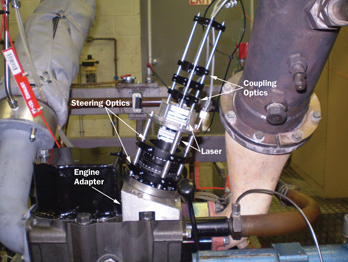 Coupling
Optics
Steering Optics
Laser
Engine
Adapter